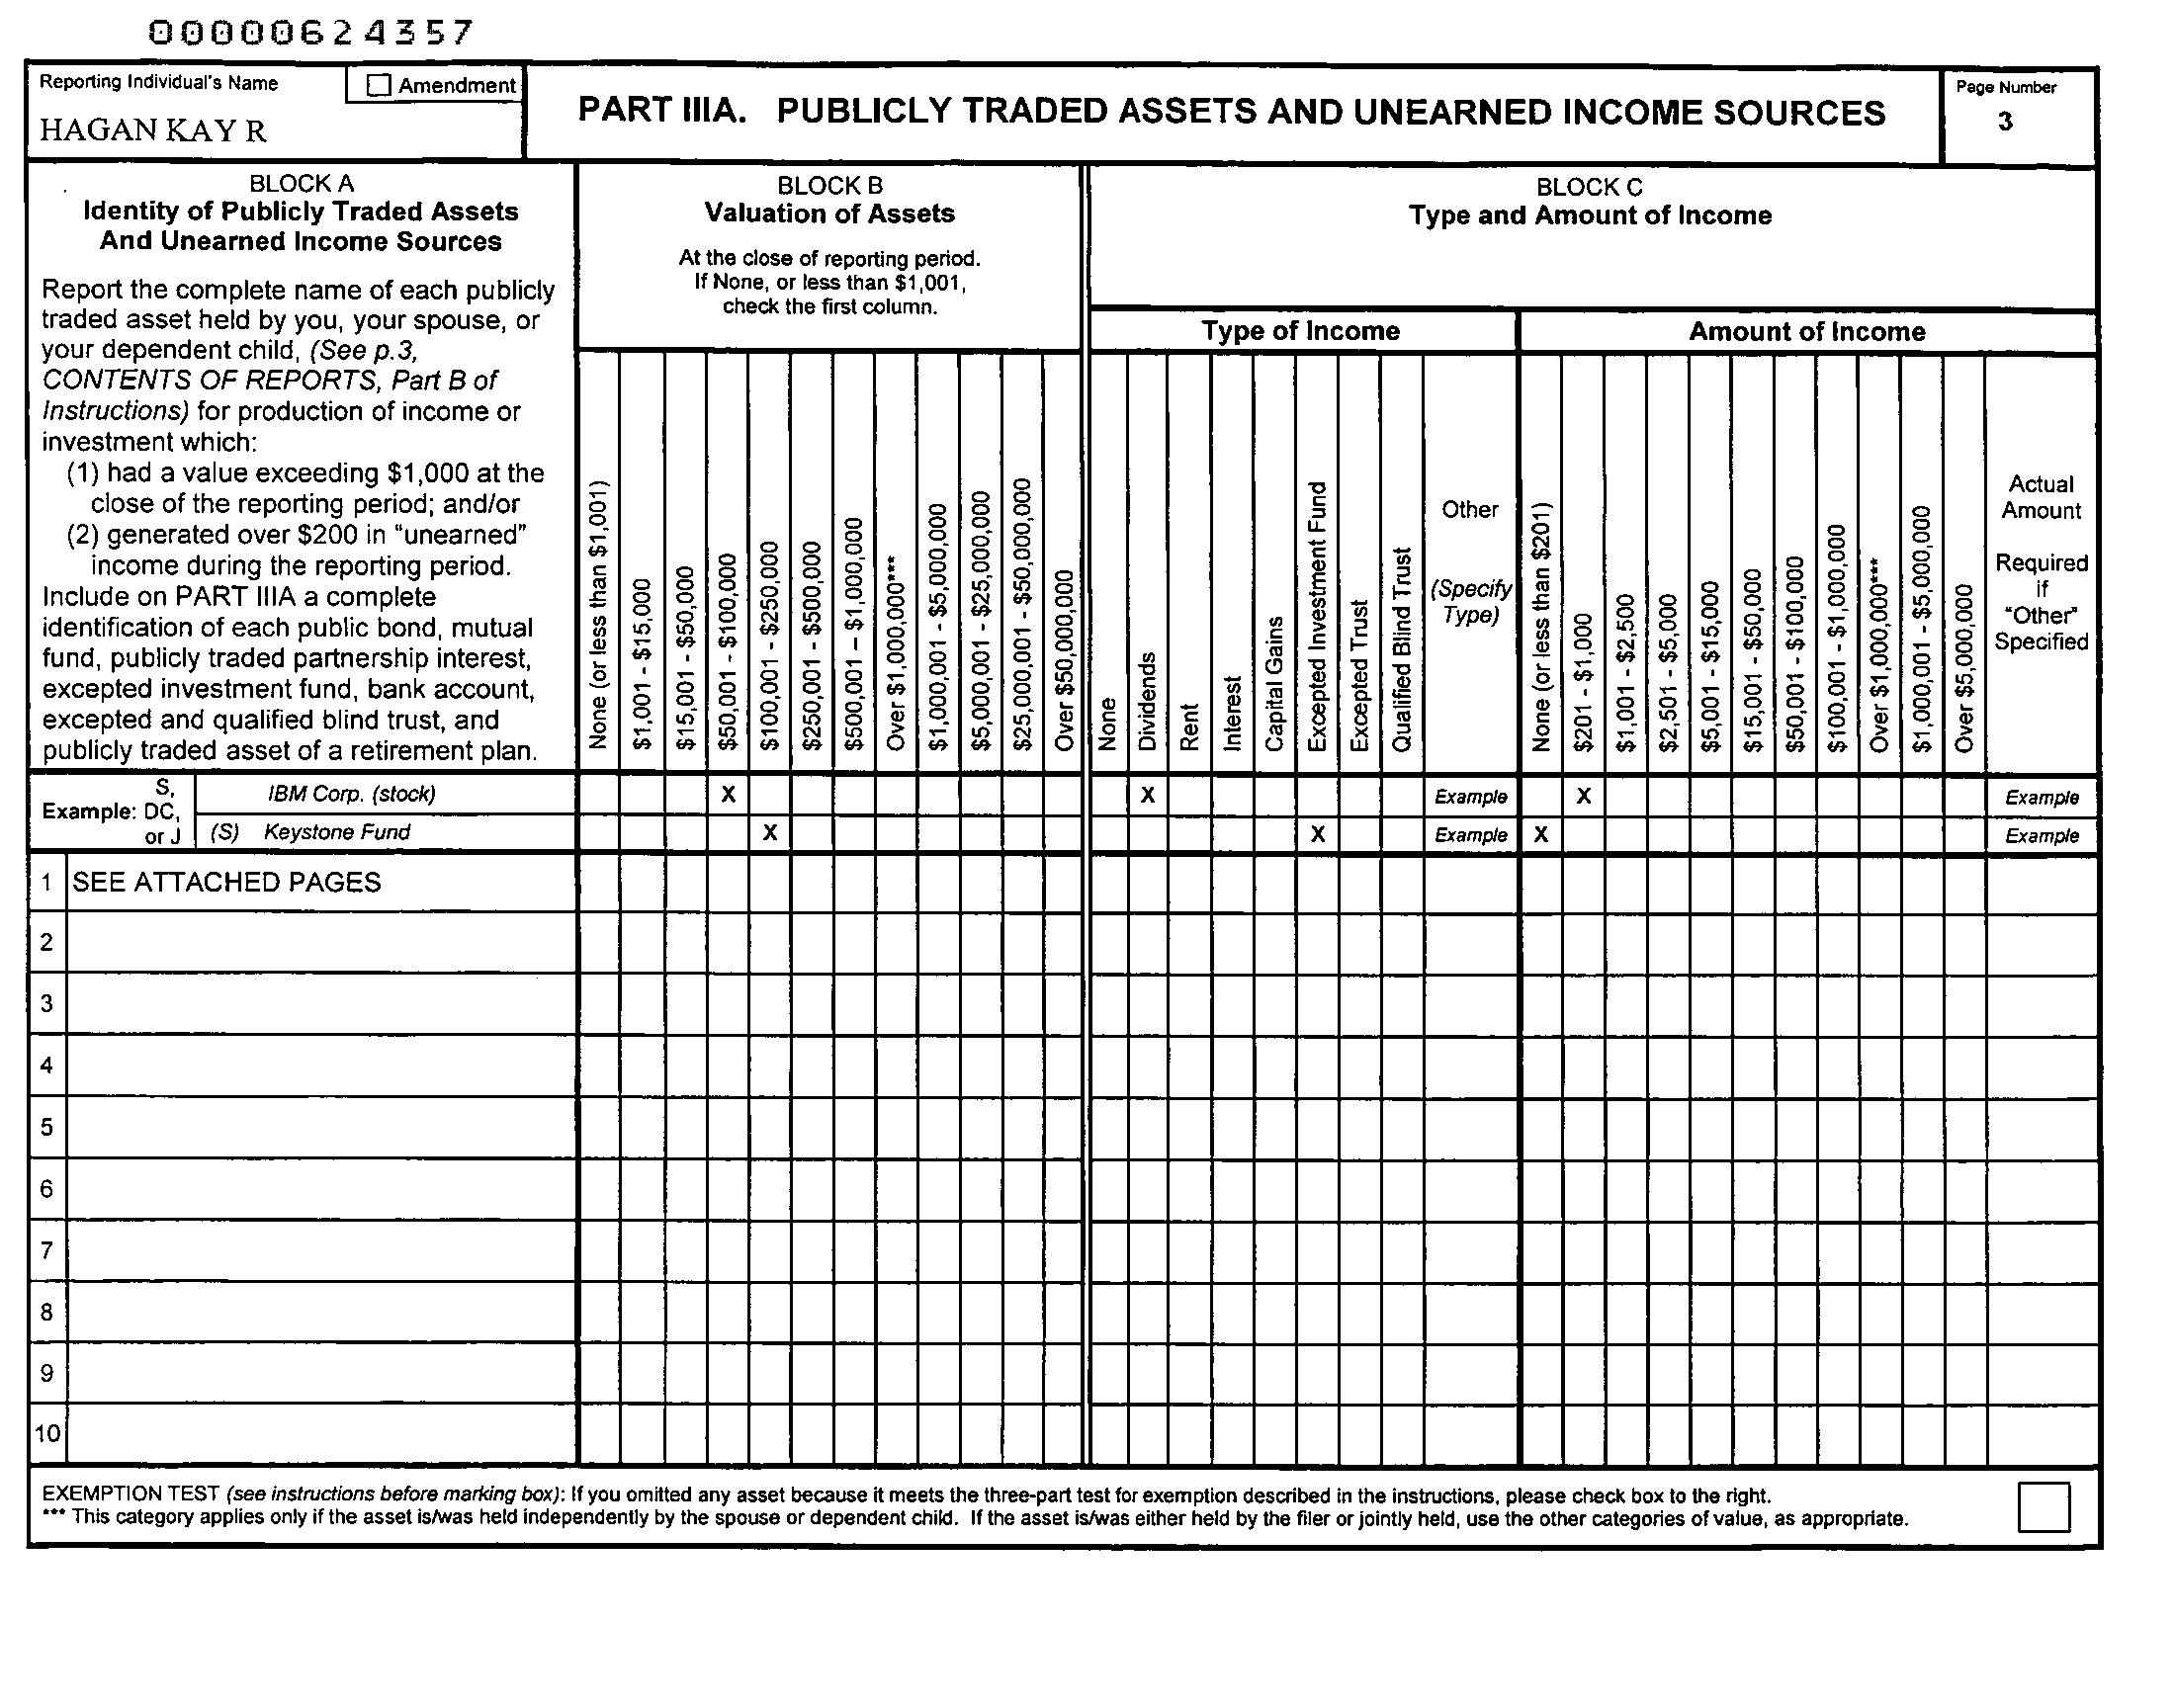 00000624357
Reporting Individual's Name
☐ Amendment
HAGAN KAY R
PART IIIA. PUBLICLY TRADED ASSETS AND UNEARNED INCOME SOURCES
Page Number
3
BLOCK A
Identity of Publicly Traded Assets
And Unearned Income Sources
Report the complete name of each publicly
traded asset held by you, your spouse, or
your dependent child, (See p.3,
CONTENTS OF REPORTS, Part B of
Instructions) for production of income or
investment which:
(1) had a value exceeding $1,000 at the
close of the reporting period; and/or
(2) generated over $200 in "unearned"
income during the reporting period.
Include on PART IIIA a complete
identification of each public bond, mutual
fund, publicly traded partnership interest,
excepted investment fund, bank account,
excepted and qualified blind trust, and
publicly traded asset of a retirement plan.
BLOCK B
Valuation of Assets
At the close of reporting period.
If None, or less than $1,001,
check the first column.
None (or less than $1,001)
$1,001 - $15,000
$15,001 - $50,000
$50,001 - $100,000
$100,001 - $250,000
$250,001 - $500,000
$500,001 – $1,000,000
Over $1,000,000***
$1,000,001 - $5,000,000
$5,000,001 - $25,000,000
$25,000,001 - $50,000,000
Over $50,000,000
BLOCK C
Type and Amount of Income
Type of Income
None
Dividends
Rent
Interest
Capital Gains
Excepted Investment Fund
Excepted Trust
Qualified Blind Trust
Other
(Specify
Type)
Amount of Income
None (or less than $201)
$201 - $1,000
$1,001 - $2,500
$2,501 - $5,000
$5,001 - $15,000
$15,001 - $50,000
$50,001 - $100,000
$100,001 - $1,000,000
Over $1,000,000***
$1,000,001 - $5,000,000
Over $5,000,000
Actual
Amount
Required
if
"Other"
Specified
S,
Example: DC,
or J
IBM Corp. (stock) X X Example X Example
(S) Keystone Fund X X Example X Example
1 SEE ATTACHED PAGES
2
3
4
5
6
7
8
9
10
EXEMPTION TEST (see instructions before marking box): If you omitted any asset because it meets the three-part test for exemption described in the instructions, please check box to the right.
*** This category applies only if the asset is/was held independently by the spouse or dependent child. If the asset is/was either held by the filer or jointly held, use the other categories of value, as appropriate.